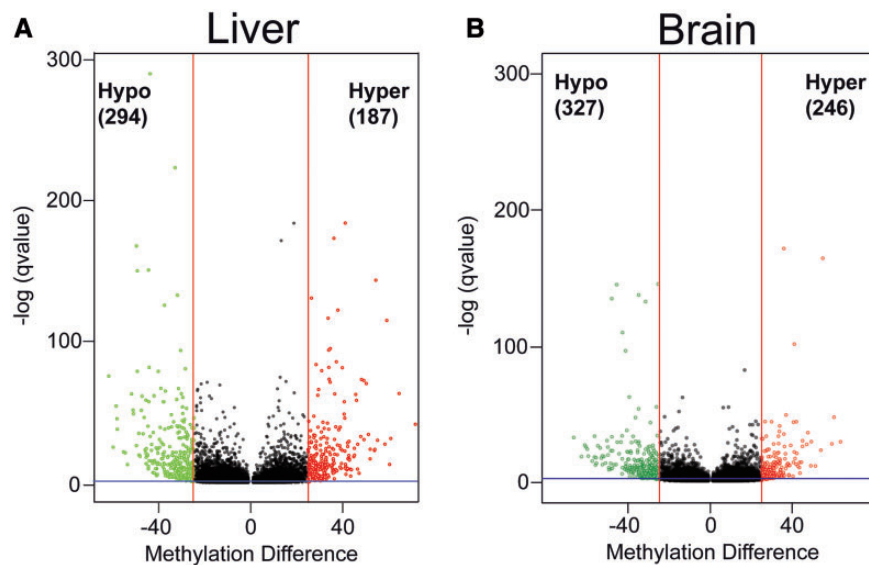 A
Liver
300
Hypo
(294)
Hyper
(187)
200
100
0
-log (qvalue)
-40
0
40
Methylation Difference
B
Brain
300
Hypo
(327)
Hyper
(246)
200
100
0
-log (qvalue)
-40
0
40
Methylation Difference